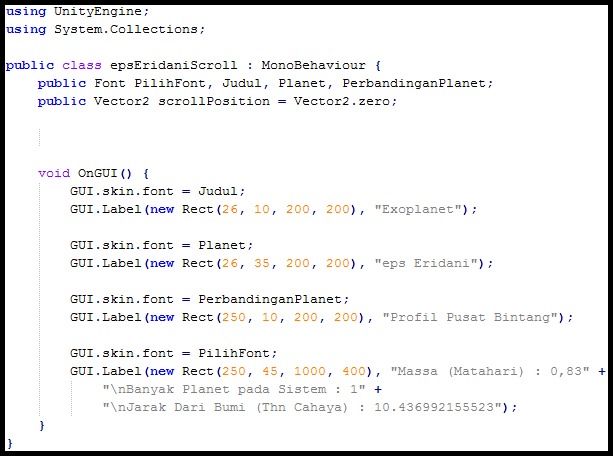 using UnityEngine;
using System.Collections;
public class epsEridaniScroll : MonoBehaviour {
public Font PilihFont, Judul, Planet, PerbandinganPlanet;
public Vector2 scrollPosition = Vector2.zero;
void OnGUI() {
GUI.skin.font = Judul;
GUI.Label(new Rect(26, 10, 200, 200), "Exoplanet");
GUI.skin.font = Planet;
GUI.Label(new Rect(26, 35, 200, 200), "eps Eridani");
GUI.skin.font = PerbandinganPlanet;
GUI.Label(new Rect(250, 10, 200, 200), "Profil Pusat Bintang");
GUI.skin.font = PilihFont;
GUI.Label(new Rect(250, 45, 1000, 400), "Massa (Matahari) : 0,83" +
"\nBanyak Planet pada Sistem : 1" +
"\nJarak Dari Bumi (Thn Cahaya) : 10.436992155523");
}
}